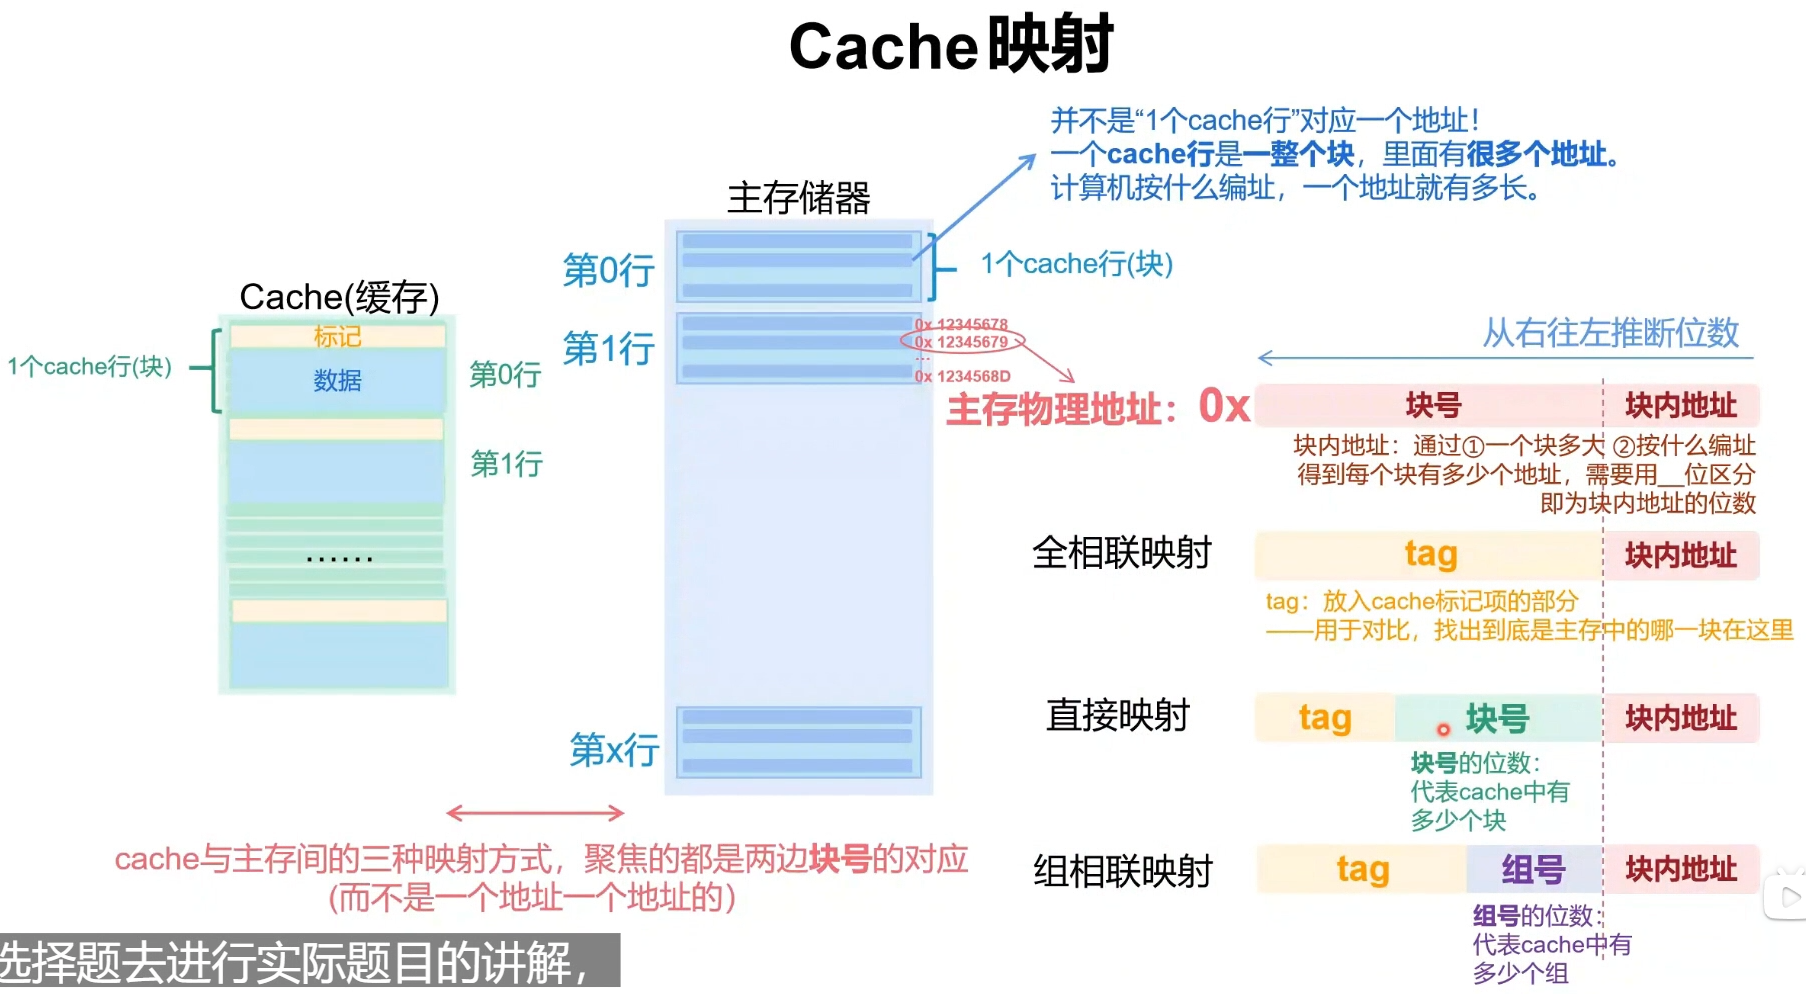 Cache映射
并不是“1个cache行”对应一个地址！
一个cache行是一整个块，里面有很多个地址。
计算机按什么编址，一个地址就有多长。
主存储器
第0行
1个cache行(块)
Cache(缓存)
标记
1个cache行(块)
数据
第0行
第1行
0x 12345678
0x 12345679
...
0x 1234568D
从右往左推断位数
主存物理地址：0x
块号
块内地址
块内地址：通过①一个块多大 ②按什么编址
得到每个块有多少个地址，需要用__位区分
即为块内地址的位数
第1行
......
全相联映射
tag
块内地址
tag：放入cache标记项的部分
——用于对比，找出到底是主存中的哪一块在这里
直接映射
tag
块号
块内地址
块号的位数：
代表cache中有
多少个块
第x行
cache与主存间的三种映射方式，聚焦的都是两边块号的对应
(而不是一个地址一个地址的)
组相联映射
tag
组号
块内地址
组号的位数：
代表cache中有
多少个组
选择题去进行实际题目的讲解，